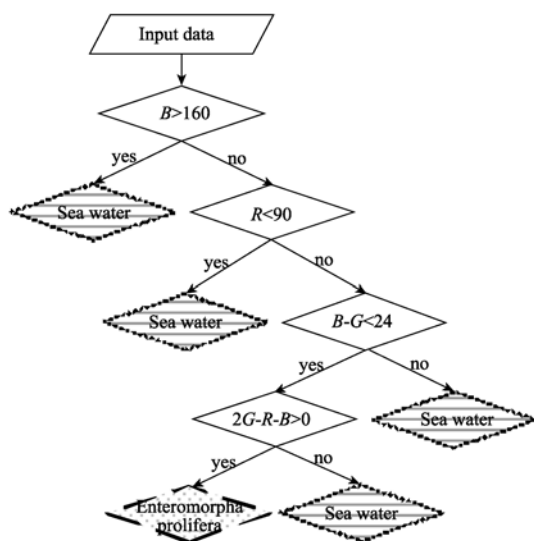 Input data
B>160
yes
no
Sea water
R<90
yes
no
Sea water
B-G<24
yes
no
2G-R-B>0
Sea water
yes
no
Enteromorpha
prolifera
Sea water